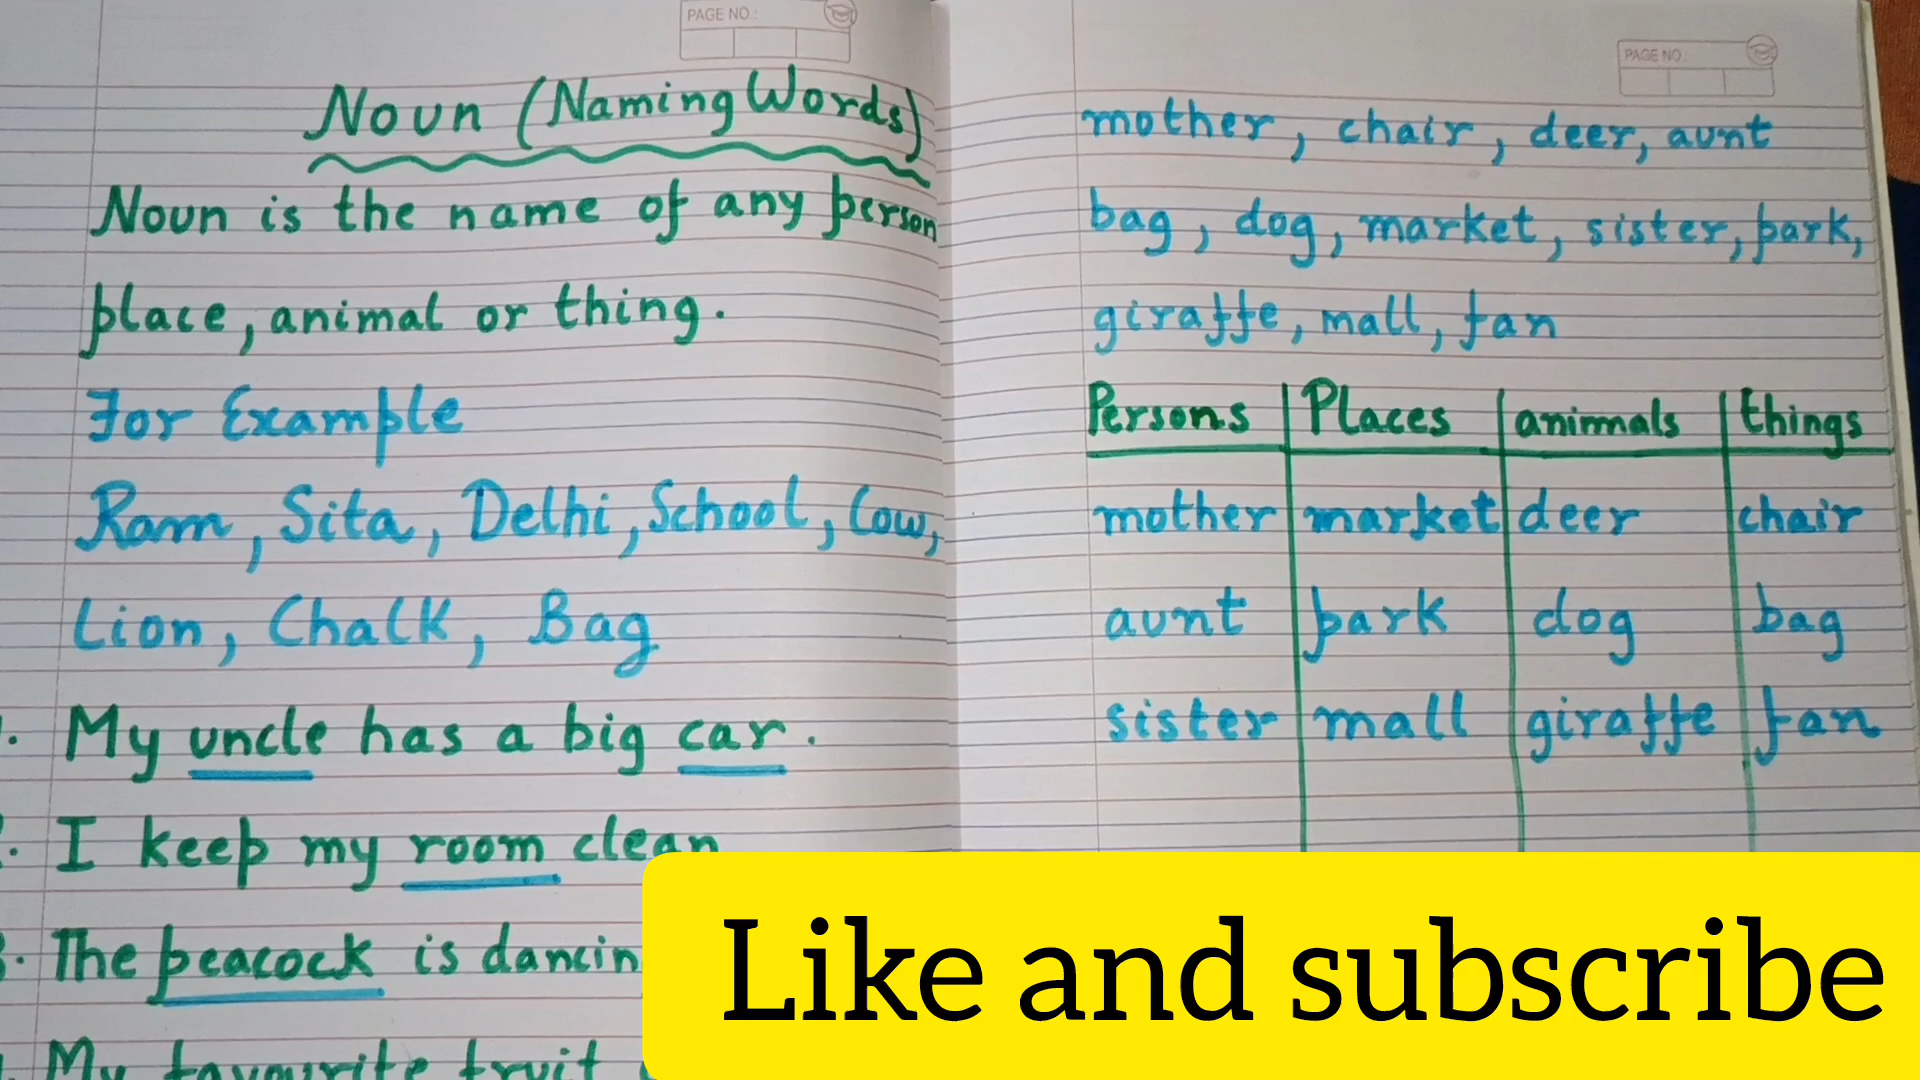 PAGE NO.:
Noun (Naming Words)
Noun is the name of any person
place, animal or thing.
For Example
Ram, Sita, Delhi, School, Cow,
Lion, Chalk, Bag
My uncle has a big car.
I keep my room clean
The peacock is dancin
My favourite fruit
PAGE NO.:
mother, chair, deer, aunt
bag, dog, market, sister, park,
giraffe, mall, fan
Persons Places animals things
mother market deer chair
aunt park dog bag
sister mall giraffe fan
Like and subscribe